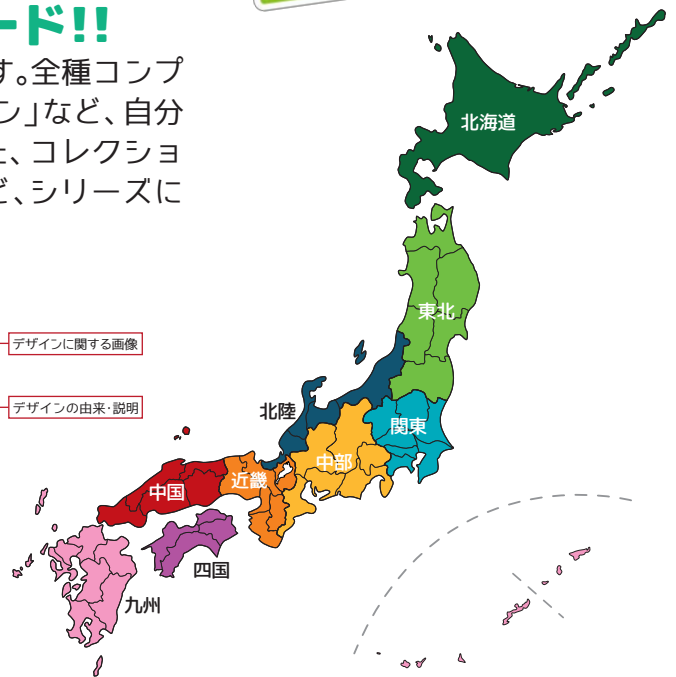 ード!!
す。全種コンプ
ン」など、自分
、コレクショ
、シリーズに
デザインに関する画像
デザインの由来・説明
北海道
東北
北陸
関東
中部
近畿
中国
四国
九州